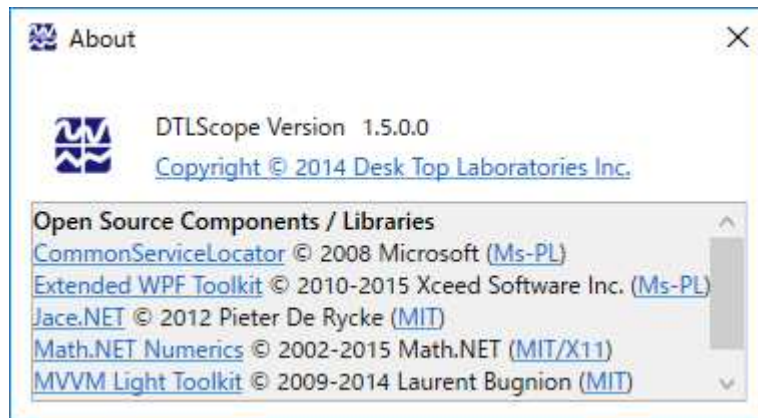 About
DTLScope Version 1.5.0.0
Copyright © 2014 Desk Top Laboratories Inc.
Open Source Components / Libraries
CommonServiceLocator © 2008 Microsoft (Ms-PL)
Extended WPF Toolkit © 2010-2015 Xceed Software Inc. (Ms-PL)
Jace.NET © 2012 Pieter De Rycke (MIT)
Math.NET Numerics © 2002-2015 Math.NET (MIT/X11)
MVVM Light Toolkit © 2009-2014 Laurent Bugnion (MIT)